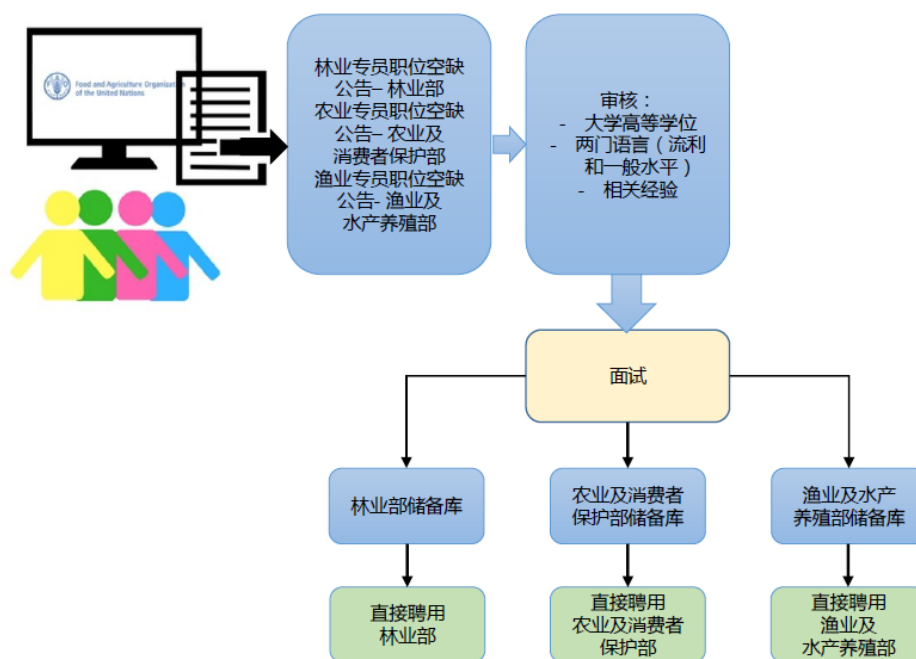 Food and Agriculture Organization
of the United Nations
林业专员职位空缺
公告– 林业部
农业专员职位空缺
公告– 农业及
消费者保护部
渔业专员职位空缺
公告- 渔业及
水产养殖部
审核：
- 大学高等学位
- 两门语言（流利
和一般水平）
- 相关经验
面试
林业部储备库
农业及消费者
保护部储备库
渔业及水产
养殖部储备库
直接聘用
林业部
直接聘用
农业及消费者
保护部
直接聘用
渔业及
水产养殖部